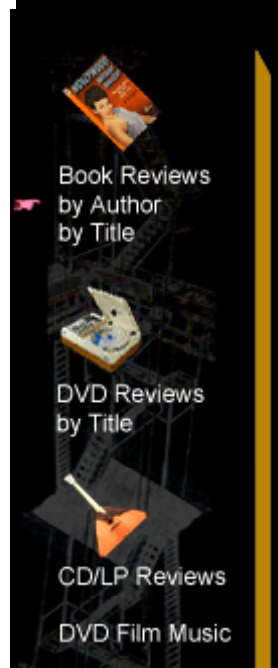 Book Reviews
by Author
by Title
DVD Reviews
by Title
CD/LP Reviews
DVD Film Music